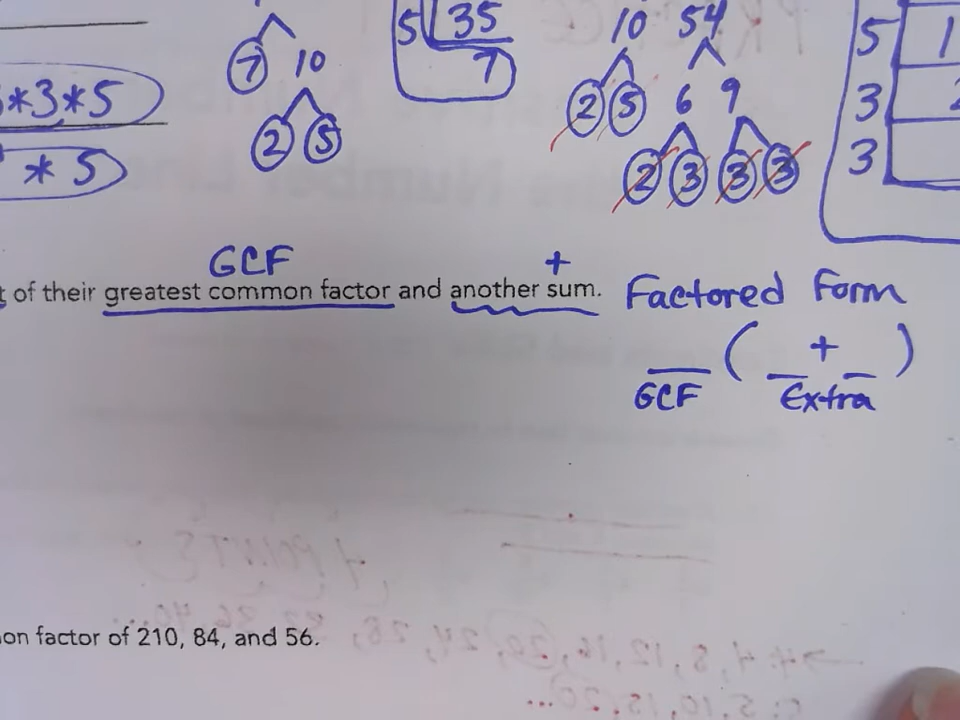 5 35
7
7 10
2 5
*3*5
* 5
10 54
2 5 6 9
2 3 3 3
5 1
3 2
3
GCF +
of their greatest common factor and another sum. Factored Form
( + )
GCF Extra
on factor of 210, 84, and 56.